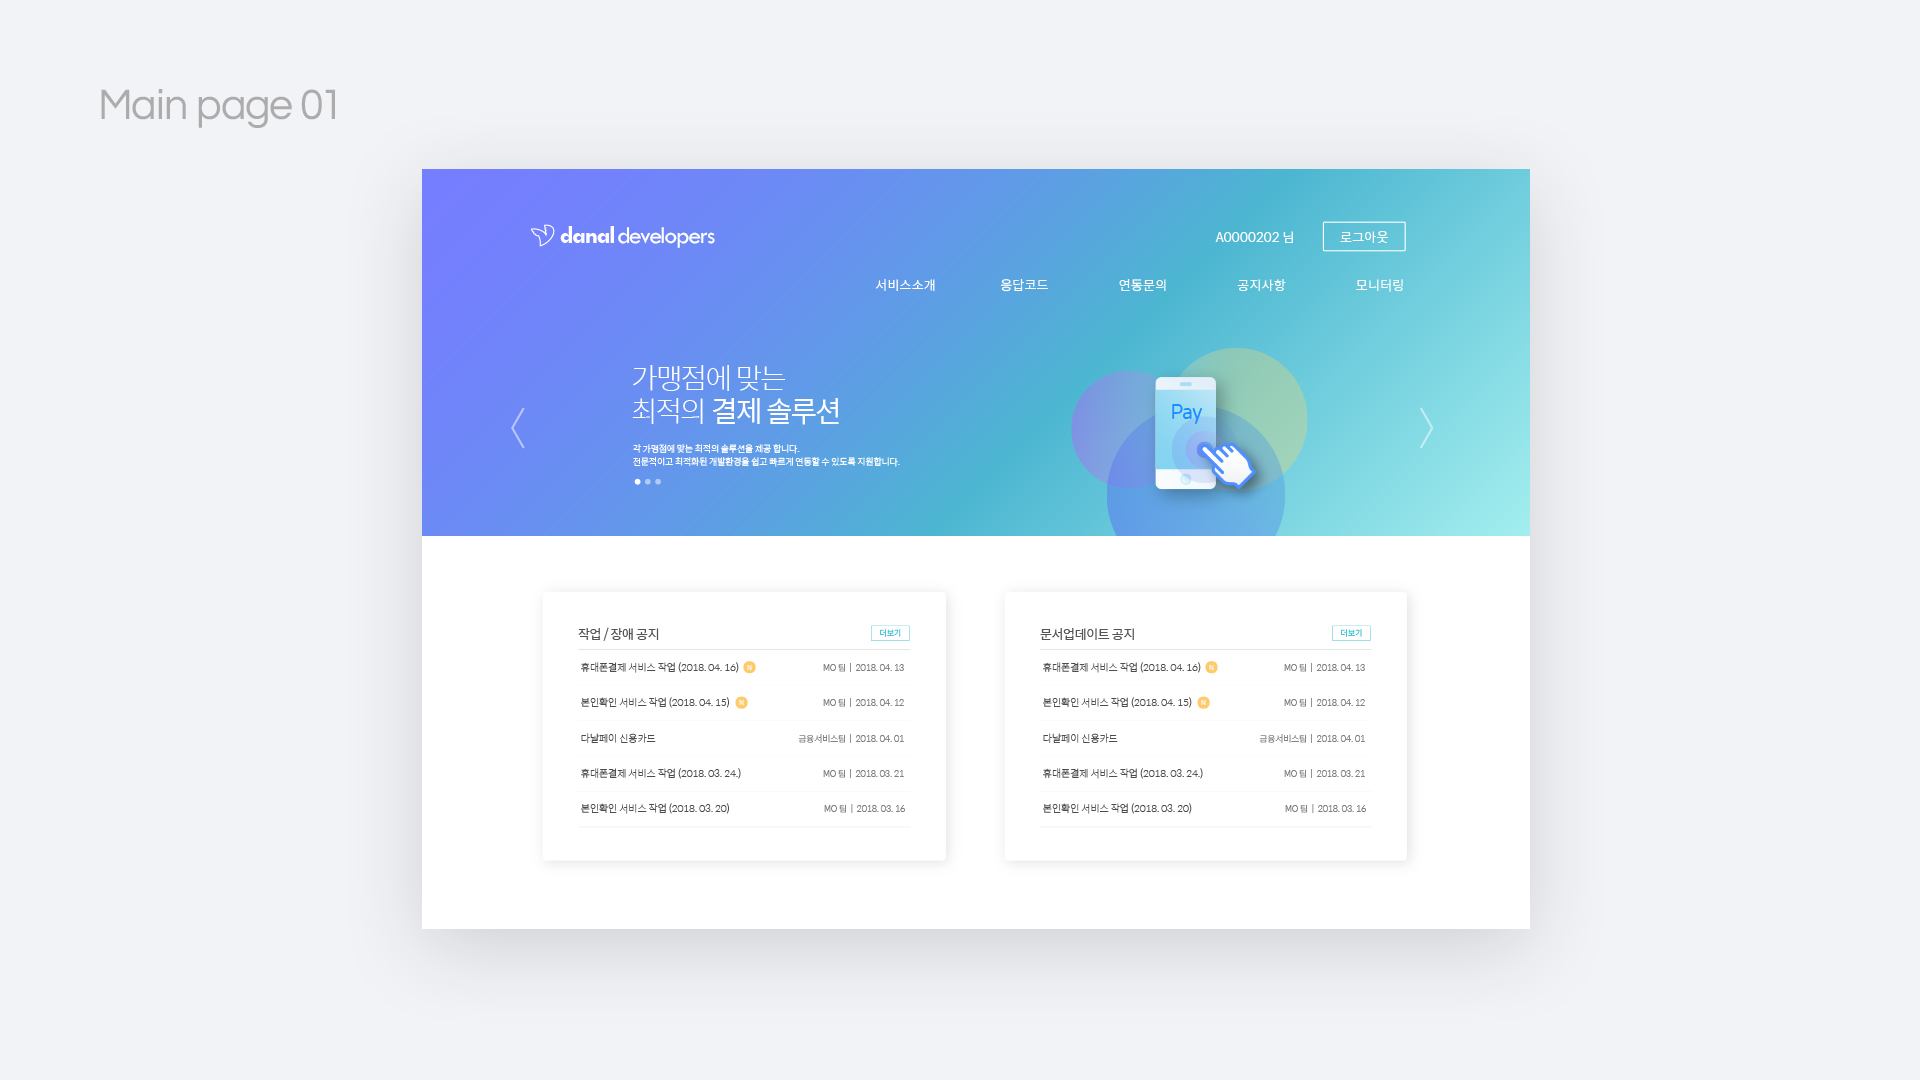 Main page 01
danal developers
A0000202 님
로그아웃
서비스소개
응답코드
연동문의
공지사항
모니터링
가맹점에 맞는
최적의 결제 솔루션
각 가맹점에 맞는 최적의 솔루션을 제공 합니다.
전문적이고 최적화된 개발환경을 쉽고 빠르게 연동할 수 있도록 지원합니다.
Pay
작업 / 장애 공지
더보기
휴대폰결제 서비스 작업 (2018. 04. 16) N MO 팀 | 2018. 04. 13
본인확인 서비스 작업 (2018. 04. 15) N MO 팀 | 2018. 04. 12
다날페이 신용카드 금융서비스팀 | 2018. 04. 01
휴대폰결제 서비스 작업 (2018. 03. 24.) MO 팀 | 2018. 03. 21
본인확인 서비스 작업 (2018. 03. 20) MO 팀 | 2018. 03. 16
문서업데이트 공지
더보기
휴대폰결제 서비스 작업 (2018. 04. 16) N MO 팀 | 2018. 04. 13
본인확인 서비스 작업 (2018. 04. 15) N MO 팀 | 2018. 04. 12
다날페이 신용카드 금융서비스팀 | 2018. 04. 01
휴대폰결제 서비스 작업 (2018. 03. 24.) MO 팀 | 2018. 03. 21
본인확인 서비스 작업 (2018. 03. 20) MO 팀 | 2018. 03. 16